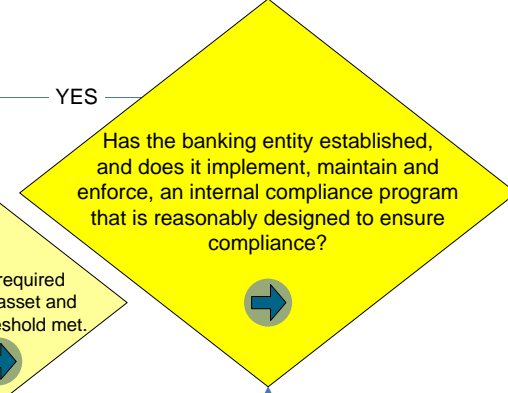 YES
Has the banking entity established,
and does it implement, maintain and
enforce, an internal compliance program
that is reasonably designed to ensure
compliance?
required
asset and
met.